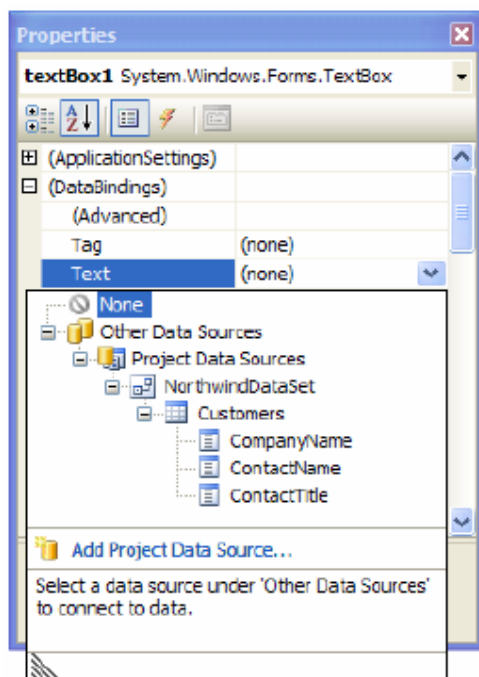 Properties
textBox1 System.Windows.Forms.TextBox
(ApplicationSettings)
(DataBindings)
(Advanced)
Tag (none)
Text (none)
None
Other Data Sources
Project Data Sources
NorthwindDataSet
Customers
CompanyName
ContactName
ContactTitle
Add Project Data Source...
Select a data source under 'Other Data Sources'
to connect to data.